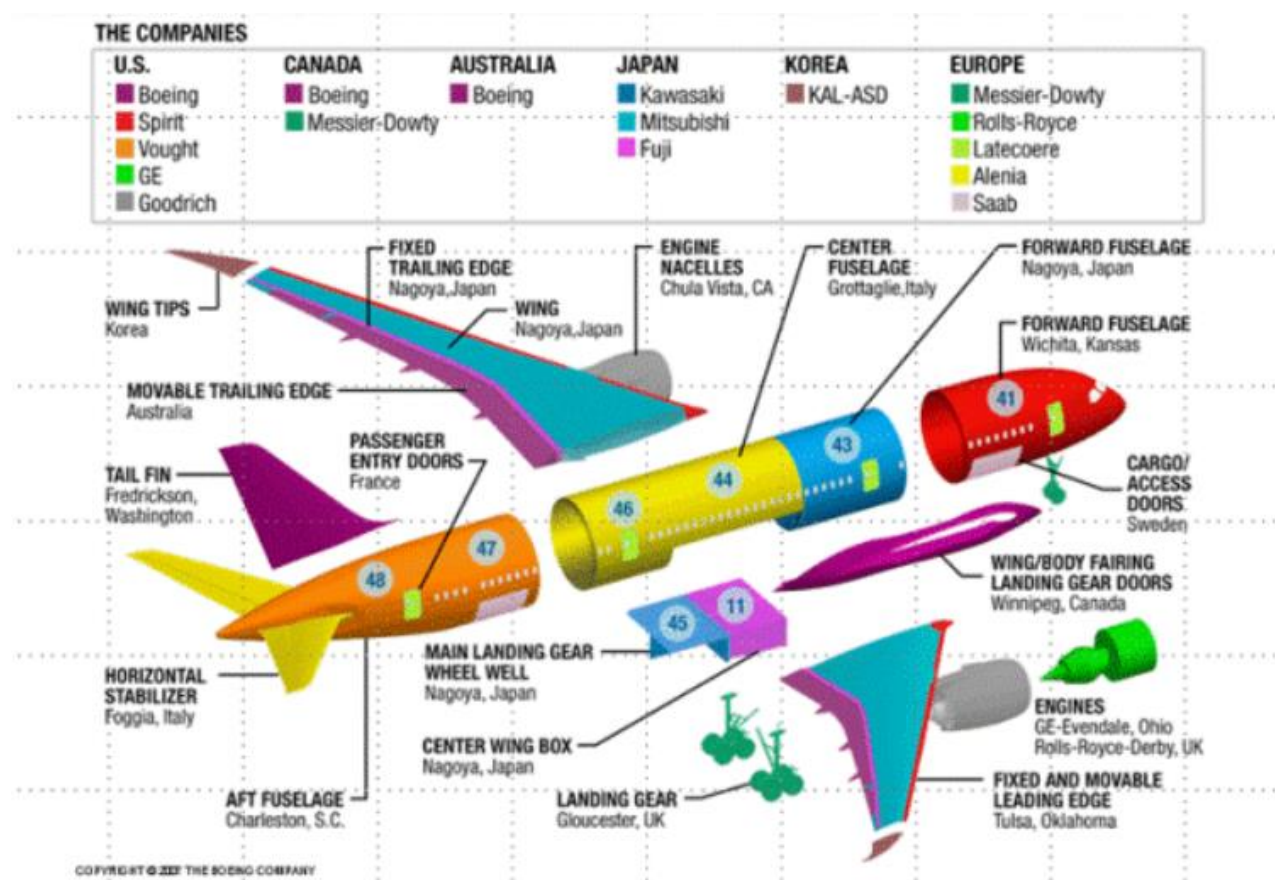 THE COMPANIES
U.S.
Boeing
Spirit
Vought
GE
Goodrich
CANADA
Boeing
Messier-Dowty
AUSTRALIA
Boeing
JAPAN
Kawasaki
Mitsubishi
Fuji
KOREA
KAL-ASD
EUROPE
Messier-Dowty
Rolls-Royce
Latecoere
Alenia
Saab
WING TIPS
Korea
FIXED
TRAILING EDGE
Nagoya,Japan
WING
Nagoya,Japan
ENGINE
NACELLES
Chula Vista, CA
CENTER
FUSELAGE
Grottaglie,Italy
FORWARD FUSELAGE
Nagoya, Japan
FORWARD FUSELAGE
Wichita, Kansas
MOVABLE TRAILING EDGE
Australia
PASSENGER
ENTRY DOORS
France
TAIL FIN
Fredrickson,
Washington
41
43
44
46
47
48
CARGO/
ACCESS
DOORS
Sweden
WING/BODY FAIRING
LANDING GEAR DOORS
Winnipeg, Canada
45
11
MAIN LANDING GEAR
WHEEL WELL
Nagoya, Japan
HORIZONTAL
STABILIZER
Foggia, Italy
CENTER WING BOX
Nagoya, Japan
ENGINES
GE-Evendale, Ohio
Rolls-Royce-Derby, UK
AFT FUSELAGE
Charleston, S.C.
LANDING GEAR
Gloucester, UK
FIXED AND MOVABLE
LEADING EDGE
Tulsa, Oklahoma
COPYRIGHT © THE BOEING COMPANY